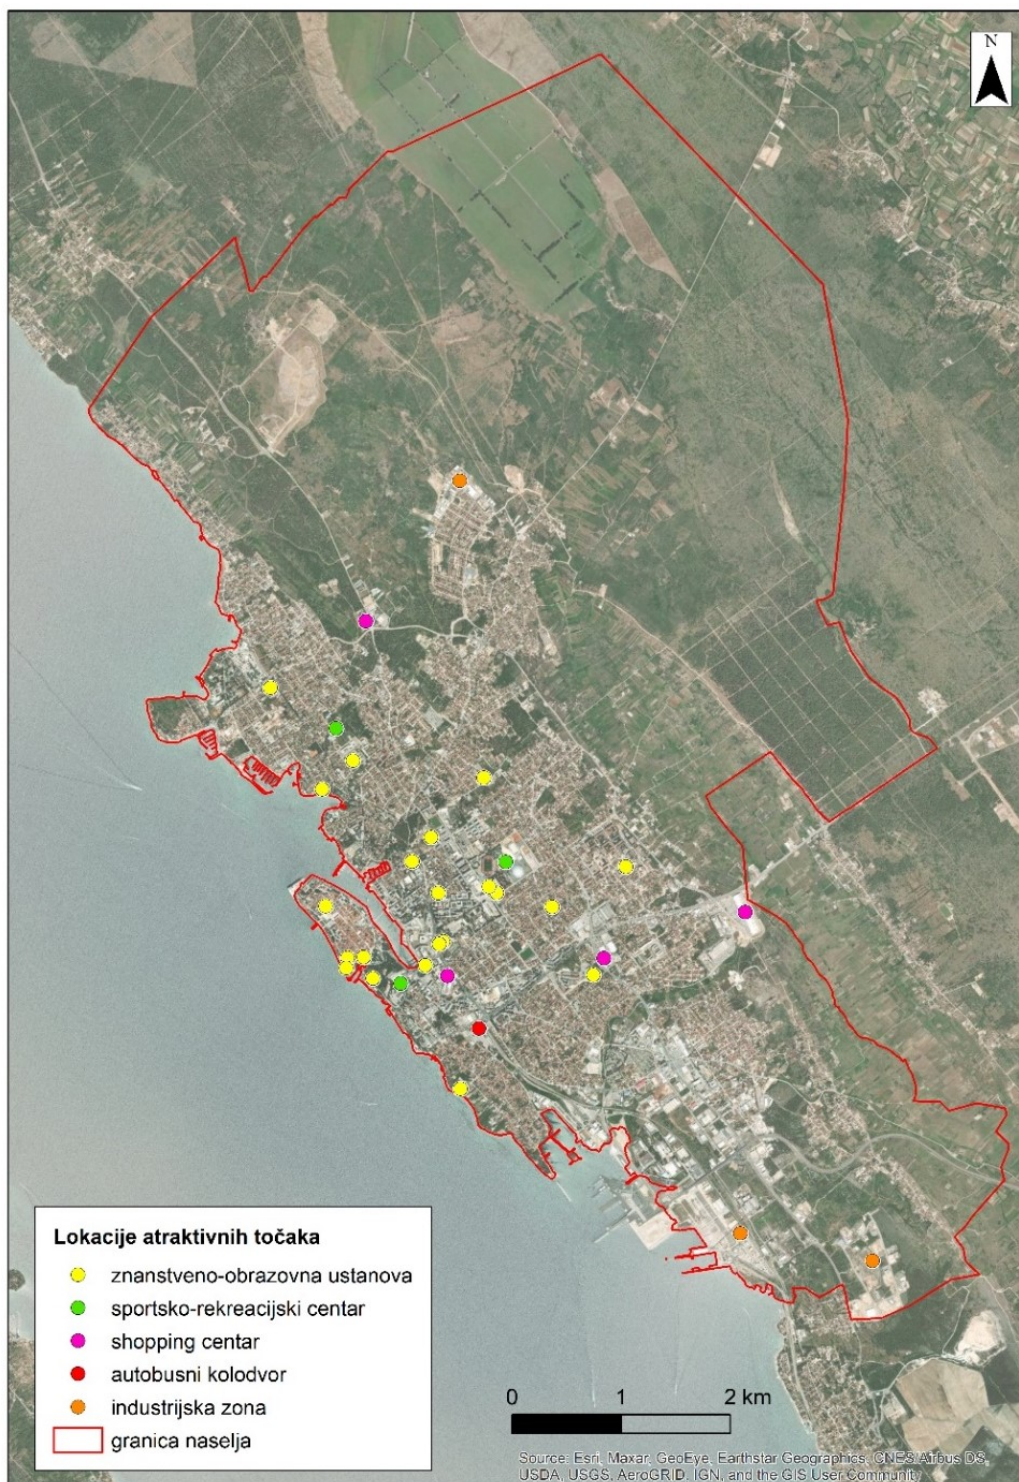 N
Lokacije atraktivnih točaka
znanstveno-obrazovna ustanova
sportsko-rekreacijski centar
shopping centar
autobusni kolodvor
industrijska zona
granica naselja
0 1 2 km
Source: Esri, Maxar, GeoEye, Earthstar Geographics, CNES/Airbus DS,
USDA, USGS, AeroGRID, IGN, and the GIS User Community